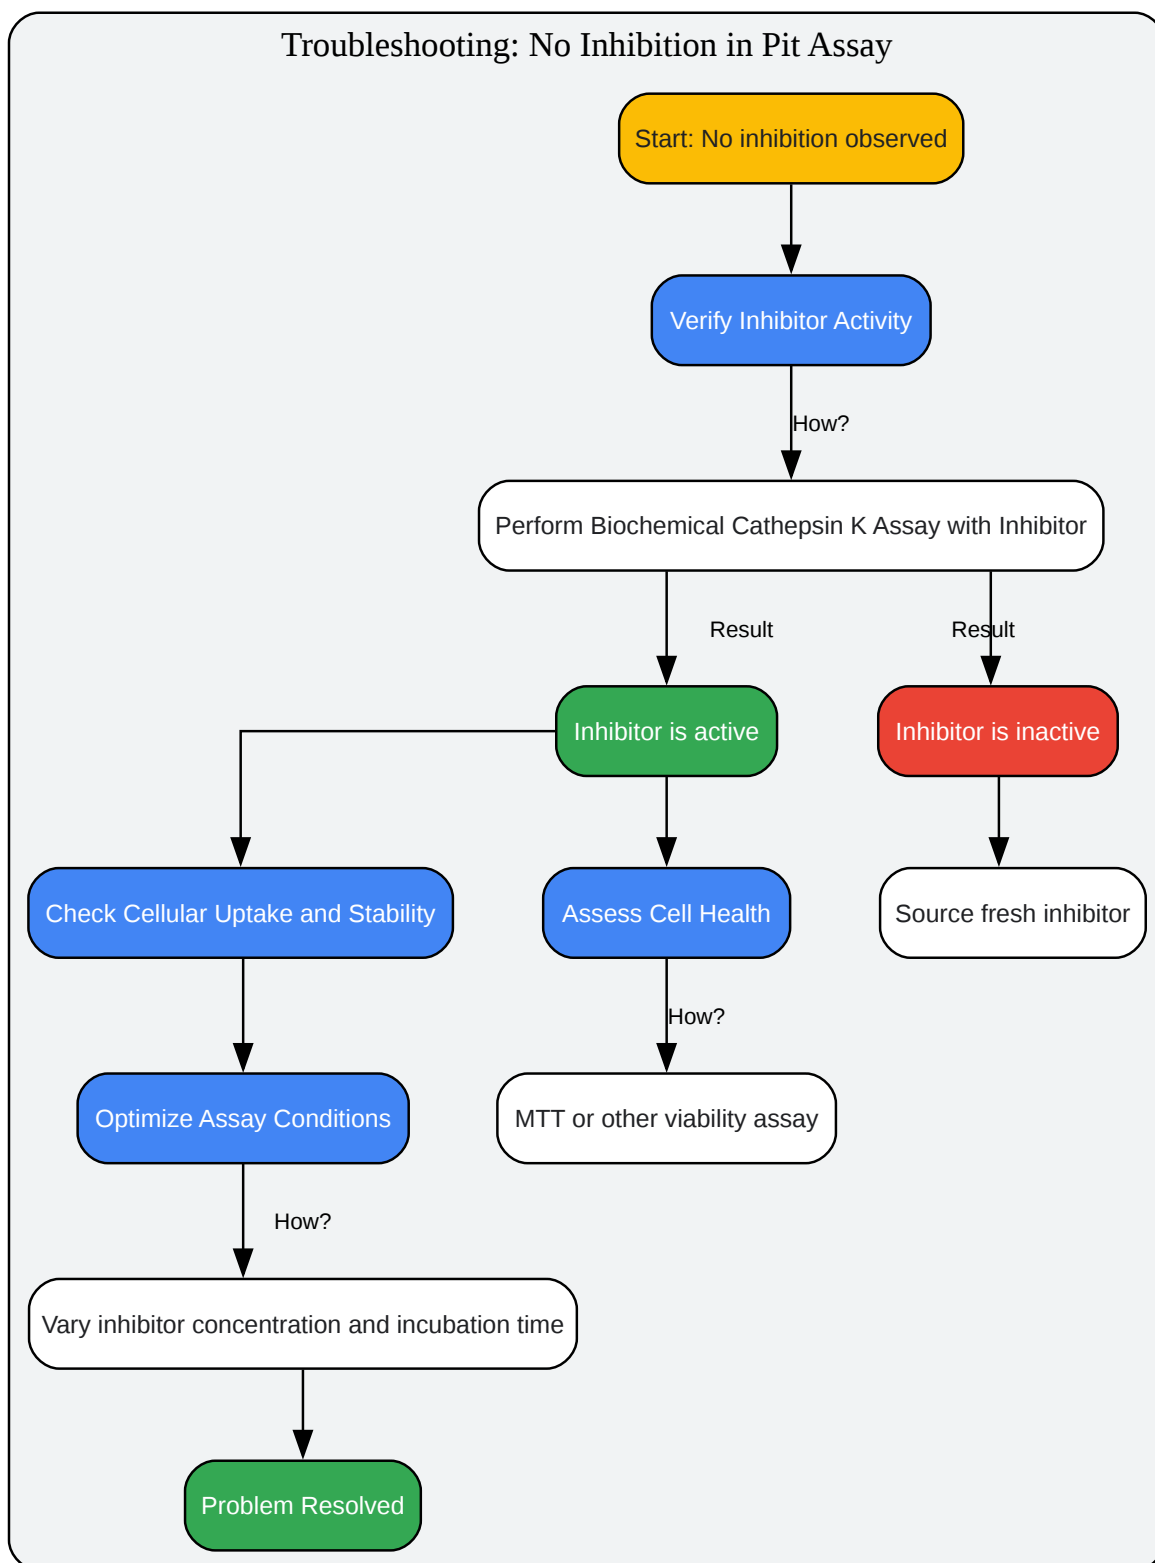 Troubleshooting: No Inhibition in Pit Assay
Start: No inhibition observed
Verify Inhibitor Activity
How?
Perform Biochemical Cathepsin K Assay with Inhibitor
Result
Result
Inhibitor is active
Inhibitor is inactive
Check Cellular Uptake and Stability
Assess Cell Health
Source fresh inhibitor
How?
Optimize Assay Conditions
MTT or other viability assay
How?
Vary inhibitor concentration and incubation time
Problem Resolved